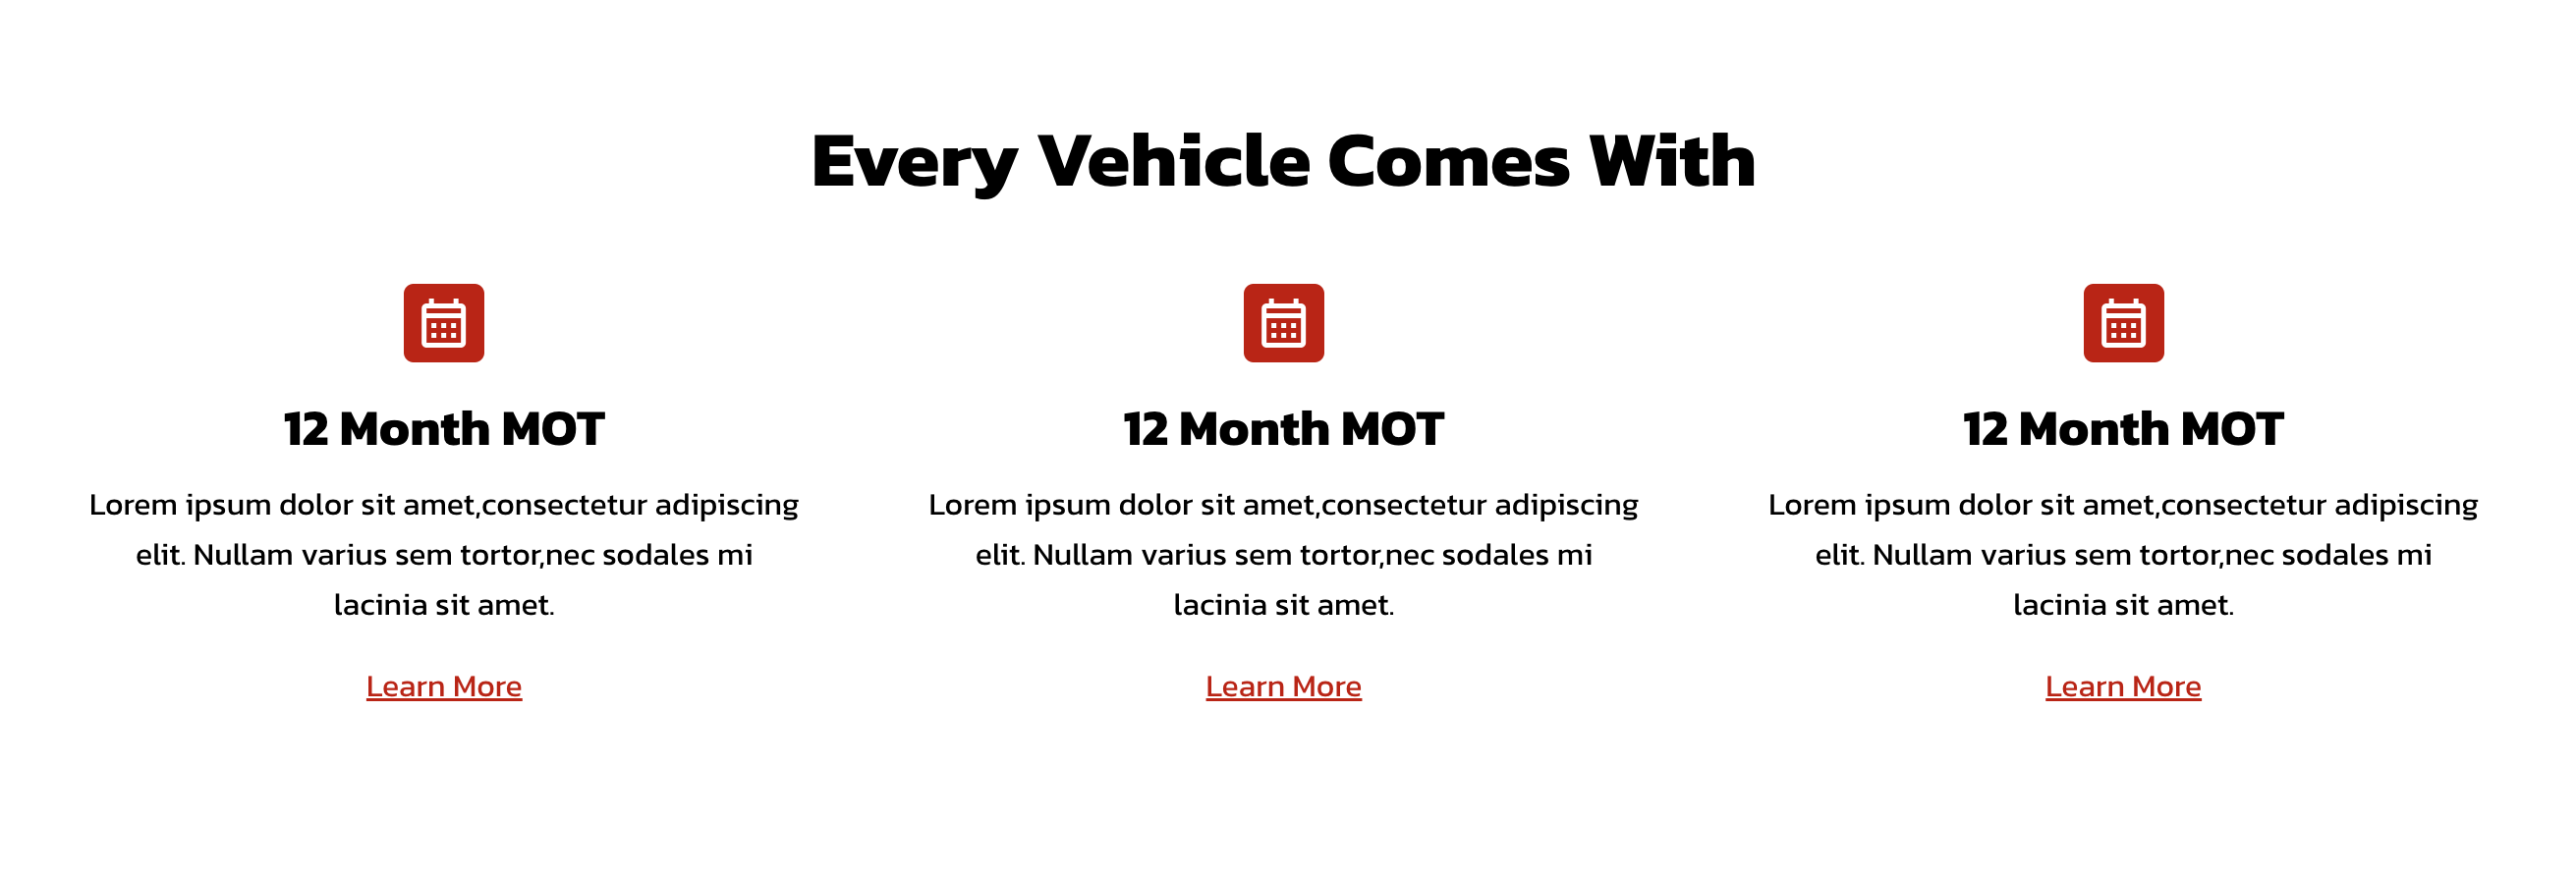 Every Vehicle Comes With
12 Month MOT
Lorem ipsum dolor sit amet,consectetur adipiscing
elit. Nullam varius sem tortor,nec sodales mi
lacinia sit amet.
Learn More
12 Month MOT
Lorem ipsum dolor sit amet,consectetur adipiscing
elit. Nullam varius sem tortor,nec sodales mi
lacinia sit amet.
Learn More
12 Month MOT
Lorem ipsum dolor sit amet,consectetur adipiscing
elit. Nullam varius sem tortor,nec sodales mi
lacinia sit amet.
Learn More